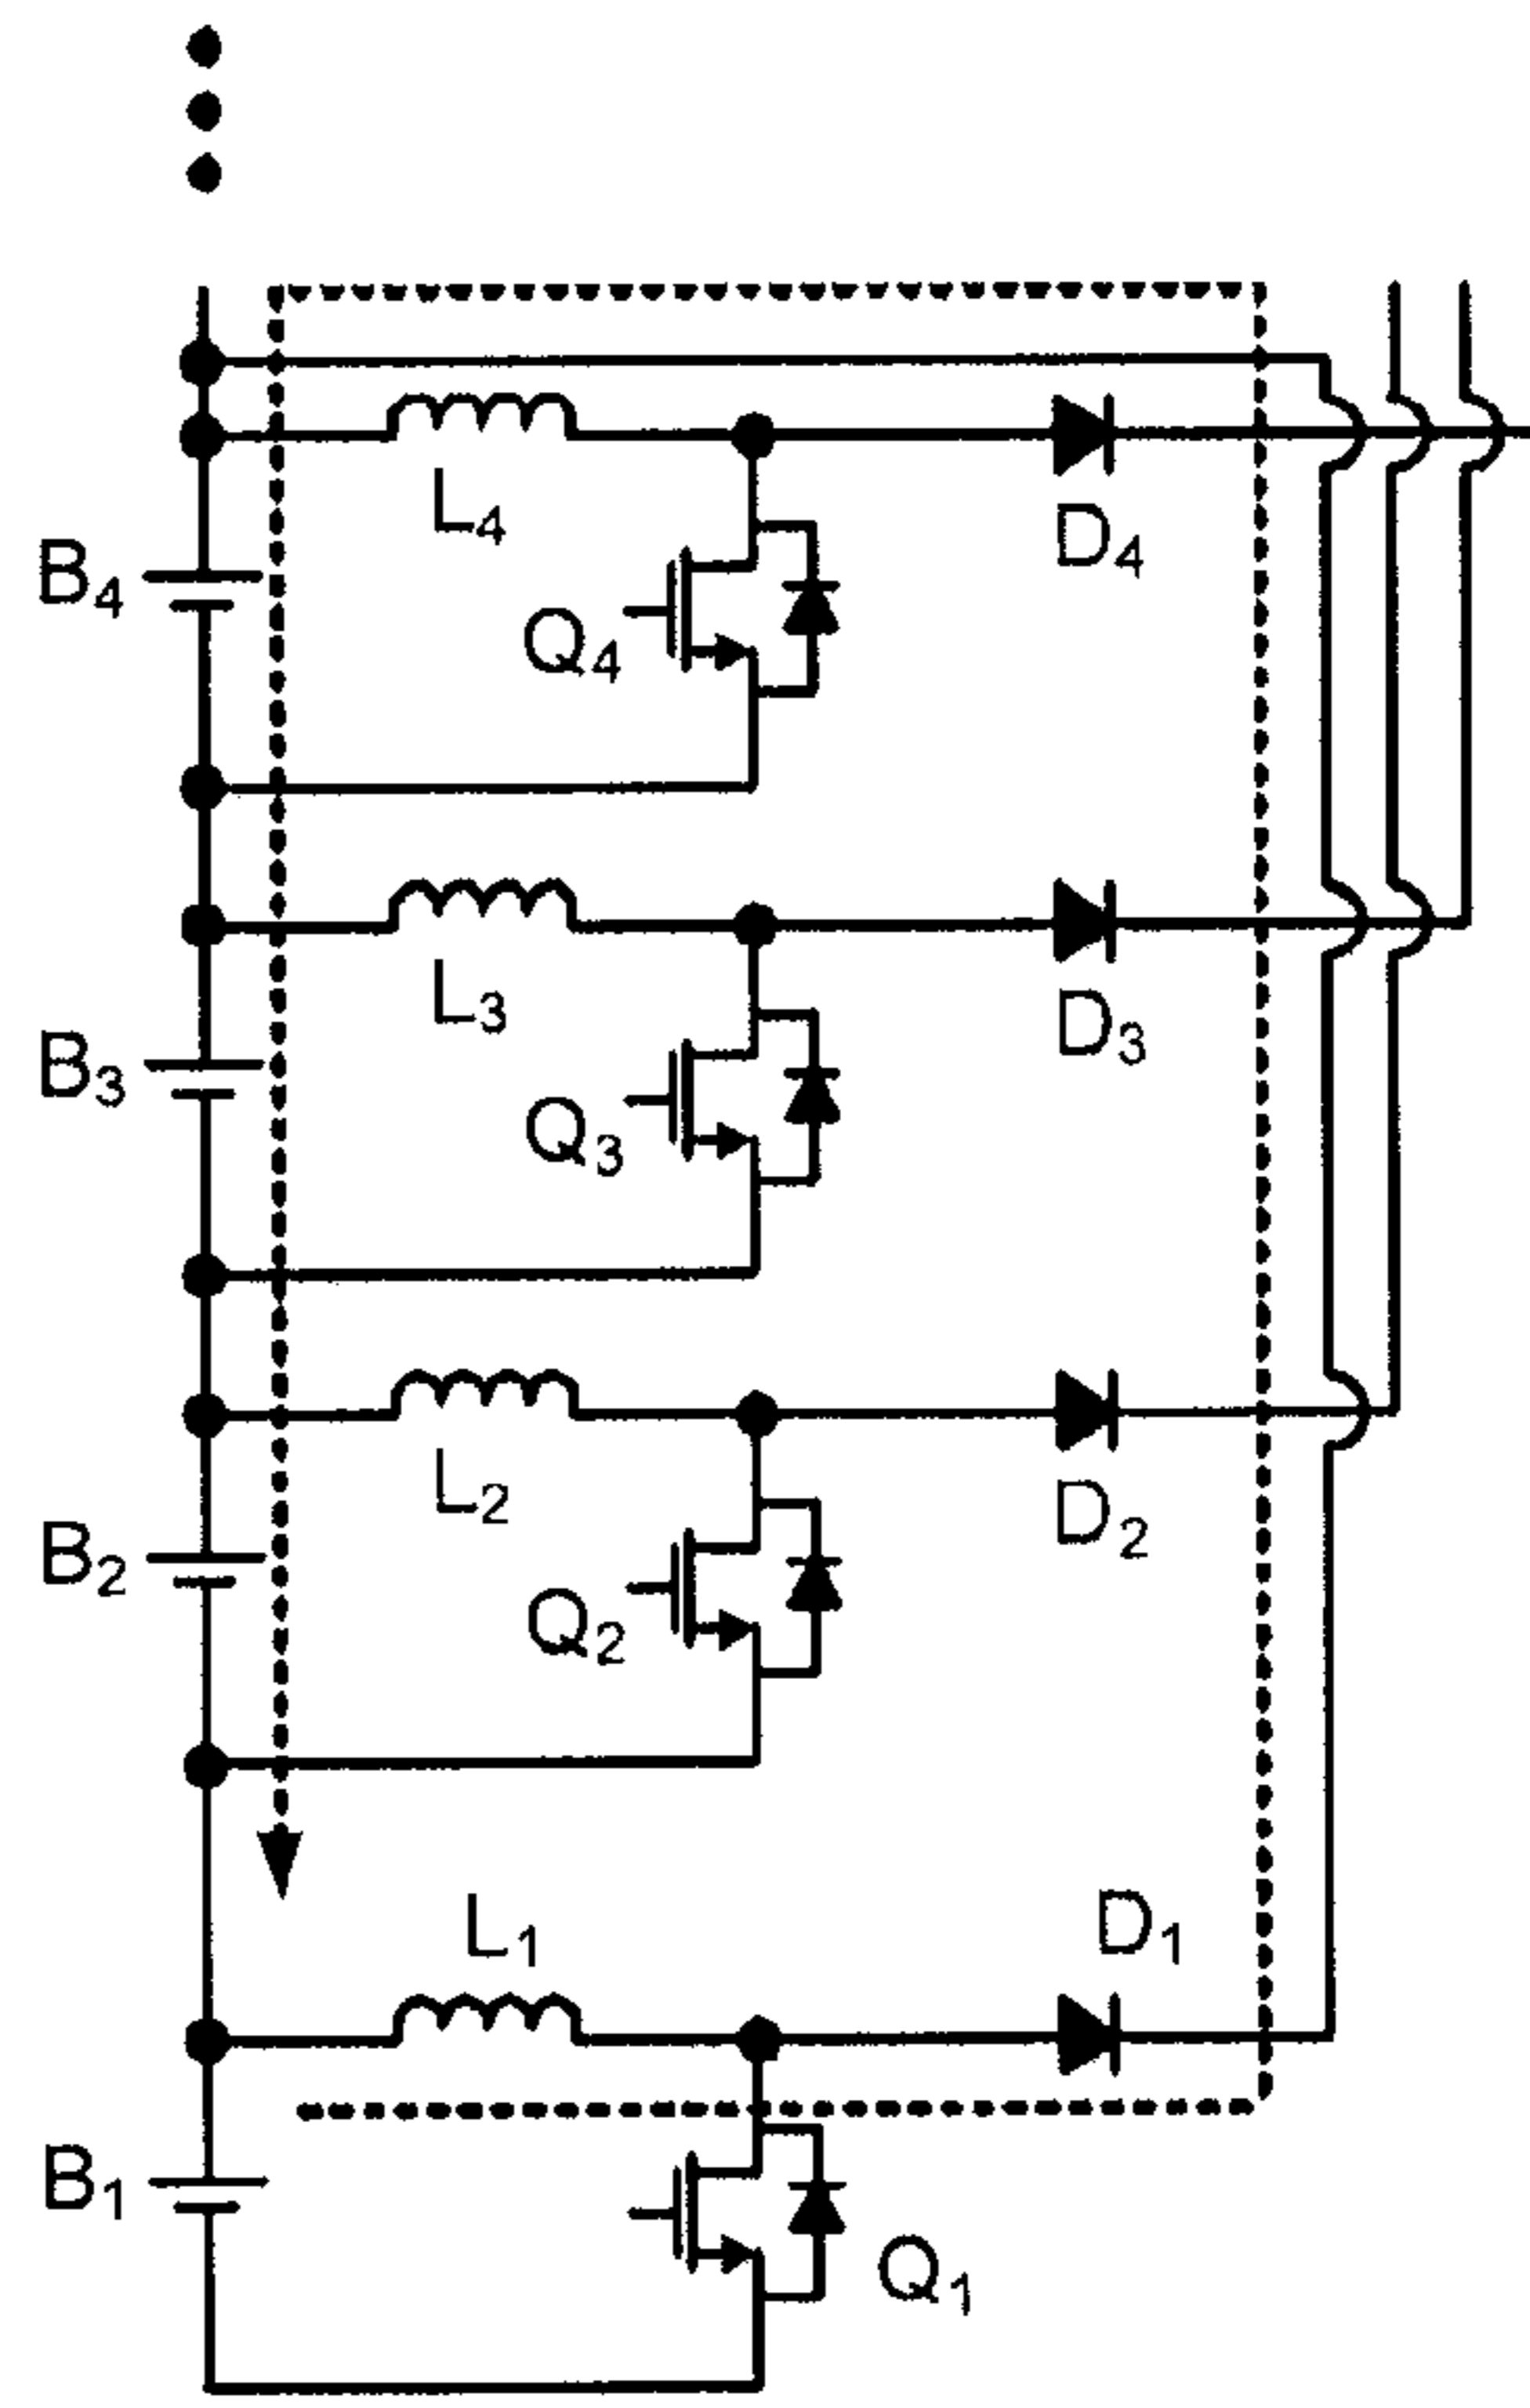 L₄
D₄
B₄
Q₄
L₃
D₃
B₃
Q₃
L₂
D₂
B₂
Q₂
L₁
D₁
B₁
Q₁